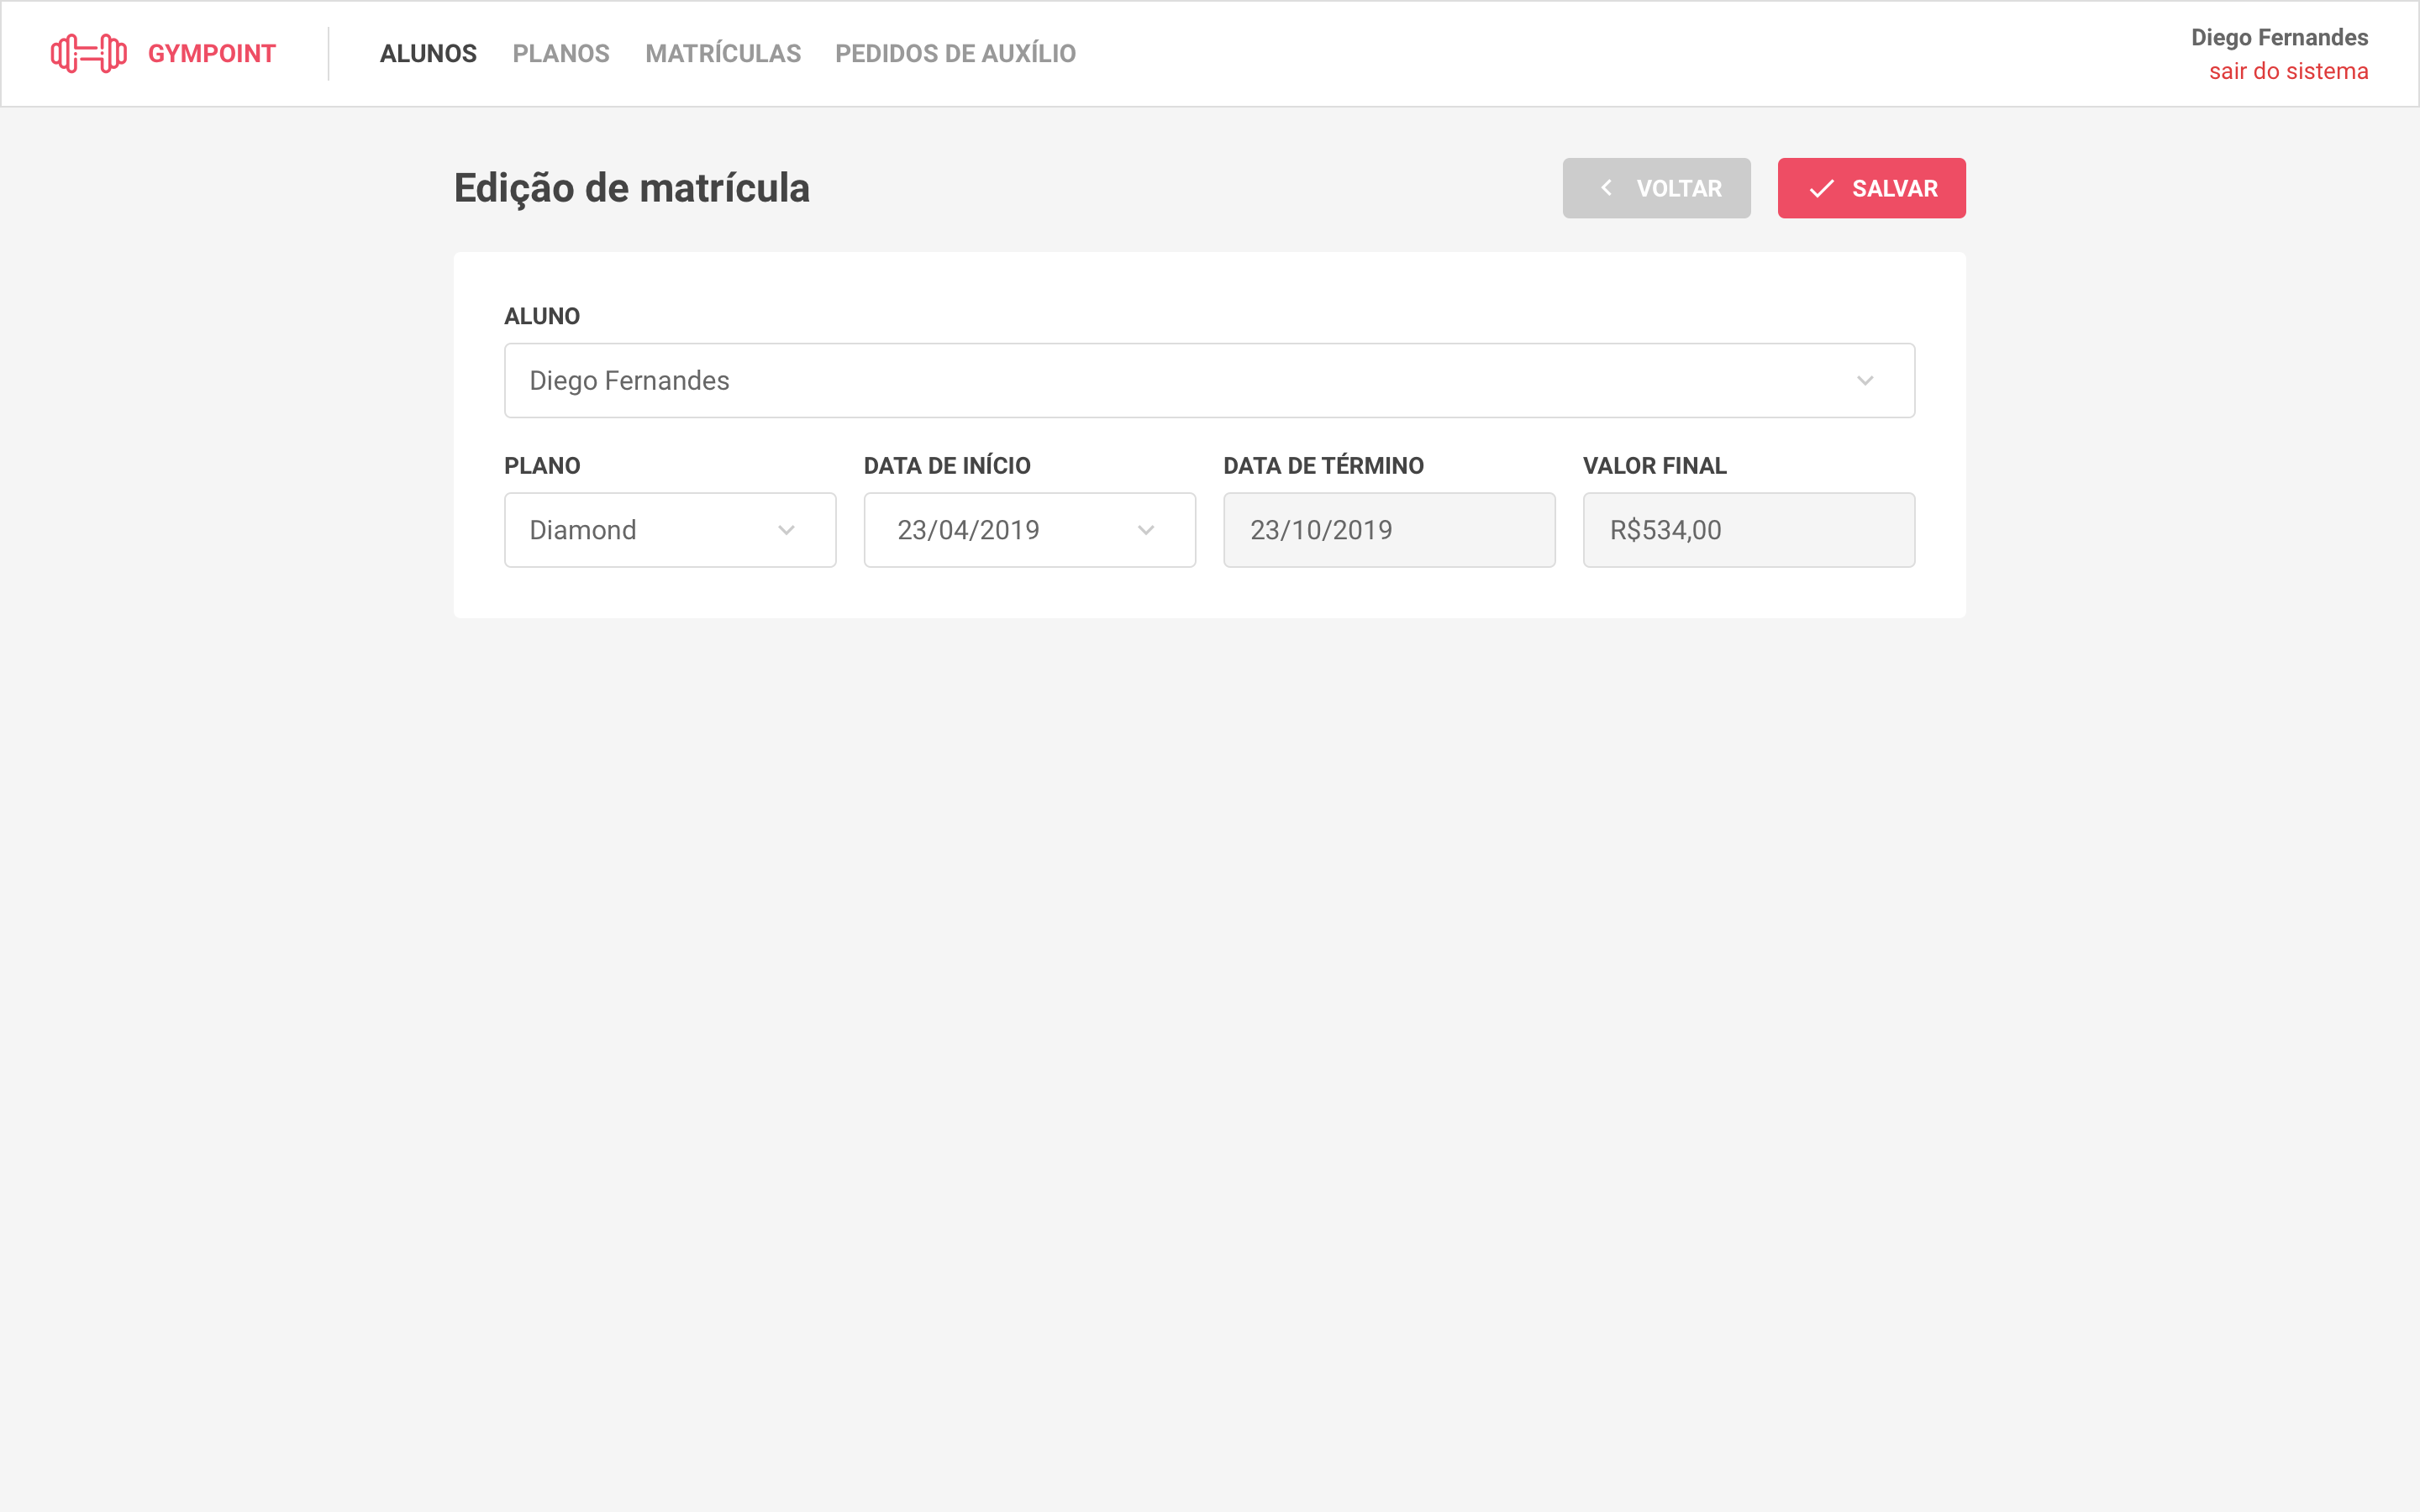 GYMPOINT ALUNOS PLANOS MATRÍCULAS PEDIDOS DE AUXÍLIO Diego Fernandes
sair do sistema
Edição de matrícula VOLTAR SALVAR
ALUNO
Diego Fernandes
PLANO DATA DE INÍCIO DATA DE TÉRMINO VALOR FINAL
Diamond 23/04/2019 23/10/2019 R$534,00